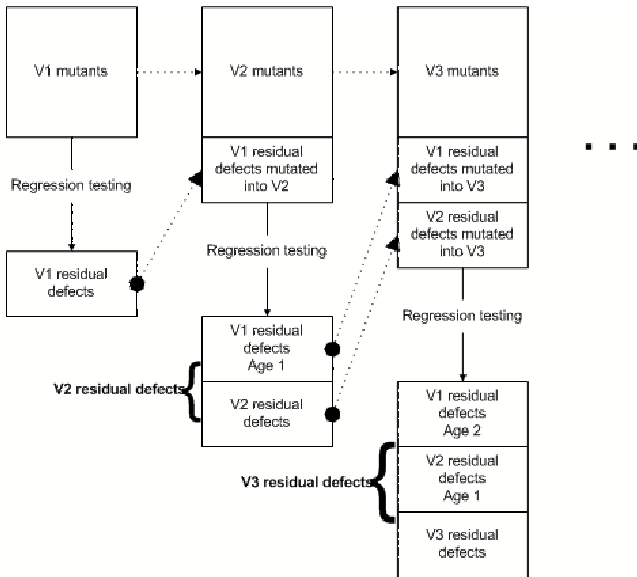 V1 mutants
V2 mutants
V3 mutants
V1 residual
defects mutated
into V2
V1 residual
defects mutated
into V3
V2 residual
defects mutated
into V3
Regression testing
Regression testing
Regression testing
V1 residual
defects
V1 residual
defects
Age 1
V2 residual
defects
V2 residual defects
V1 residual
defects
Age 2
V2 residual
defects
Age 1
V3 residual
defects
V3 residual defects
. . .